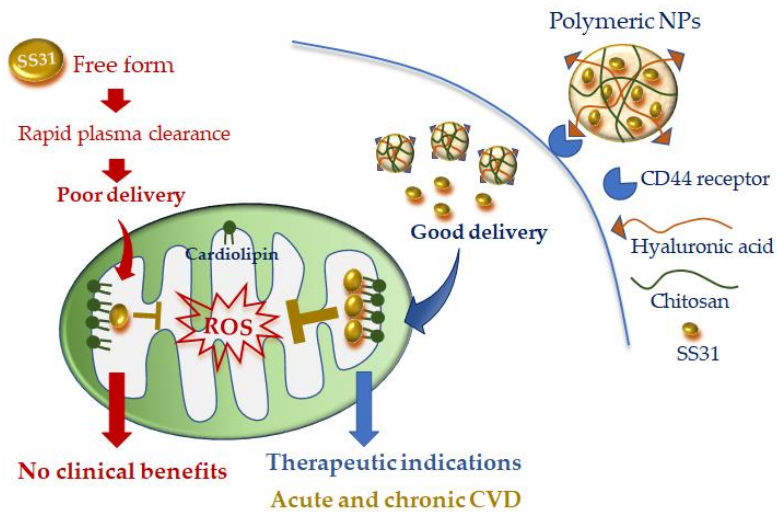 Polymeric NPs
SS31
Free form
Rapid plasma clearance
Poor delivery
CD44 receptor
Good delivery
Hyaluronic acid
Cardiolipin
Chitosan
ROS
SS31
No clinical benefits
Therapeutic indications
Acute and chronic CVD